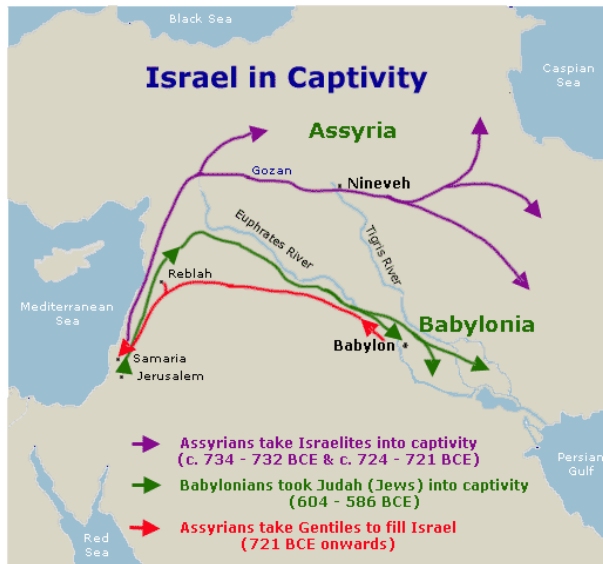 Black Sea
Caspian
Sea
Israel in Captivity
Assyria
Gozan
Nineveh
Euphrates River
Tigris River
Reblah
Mediterranean
Sea
Babylonia
Babylon
Samaria
Jerusalem
Persian
Gulf
Red
Sea
Assyrians take Israelites into captivity
(c. 734 - 732 BCE & c. 724 - 721 BCE)
Babylonians took Judah (Jews) into captivity
(604 - 586 BCE)
Assyrians take Gentiles to fill Israel
(721 BCE onwards)